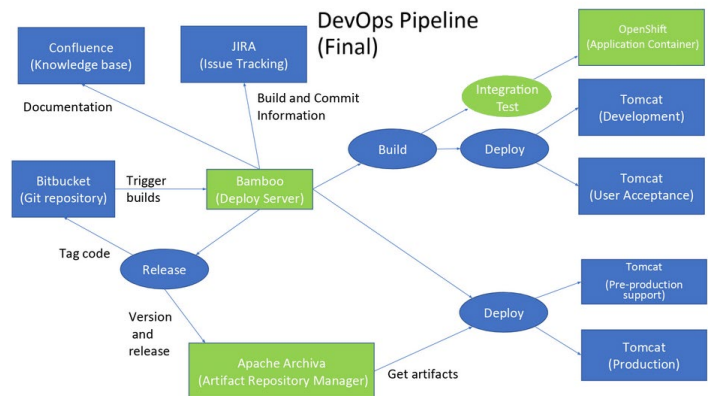 DevOps Pipeline
(Final)
OpenShift
(Application Container)
Confluence
(Knowledge base)
JIRA
(Issue Tracking)
Integration
Test
Documentation
Build and Commit
Information
Tomcat
(Development)
Build
Deploy
Bitbucket
(Git repository)
Trigger
builds
Bamboo
(Deploy Server)
Tomcat
(User Acceptance)
Tag code
Release
Tomcat
(Pre-production
support)
Version
and
release
Deploy
Apache Archiva
(Artifact Repository Manager)
Get artifacts
Tomcat
(Production)